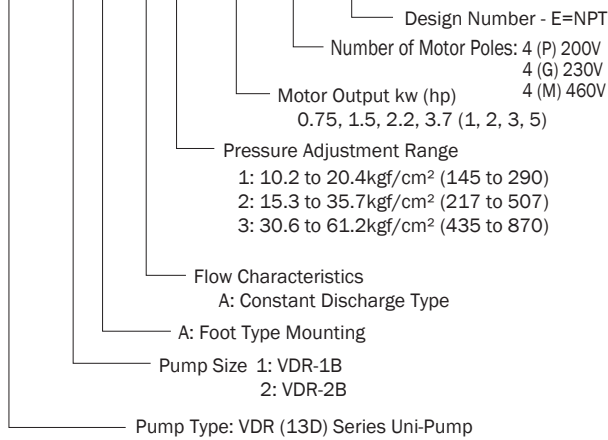 Design Number - E=NPT
Number of Motor Poles: 4 (P) 200V
4 (G) 230V
4 (M) 460V
Motor Output kw (hp)
0.75, 1.5, 2.2, 3.7 (1, 2, 3, 5)
Pressure Adjustment Range
1: 10.2 to 20.4kgf/cm² (145 to 290)
2: 15.3 to 35.7kgf/cm² (217 to 507)
3: 30.6 to 61.2kgf/cm² (435 to 870)
Flow Characteristics
A: Constant Discharge Type
A: Foot Type Mounting
Pump Size 1: VDR-1B
2: VDR-2B
Pump Type: VDR (13D) Series Uni-Pump